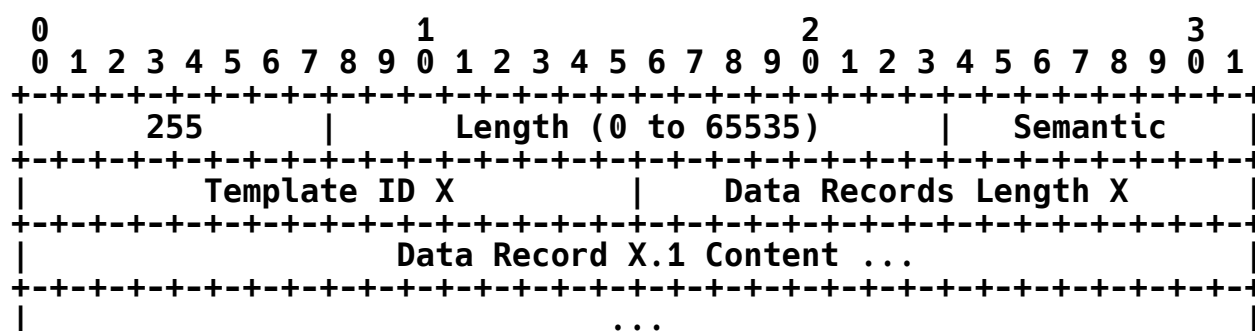 0                   1                   2                   3
0 1 2 3 4 5 6 7 8 9 0 1 2 3 4 5 6 7 8 9 0 1 2 3 4 5 6 7 8 9 0 1
+-+-+-+-+-+-+-+-+-+-+-+-+-+-+-+-+-+-+-+-+-+-+-+-+-+-+-+-+-+-+-+-+
|      255      |      Length (0 to 65535)      |   Semantic    |
+-+-+-+-+-+-+-+-+-+-+-+-+-+-+-+-+-+-+-+-+-+-+-+-+-+-+-+-+-+-+-+-+
|         Template ID X         |    Data Records Length X      |
+-+-+-+-+-+-+-+-+-+-+-+-+-+-+-+-+-+-+-+-+-+-+-+-+-+-+-+-+-+-+-+-+
|                   Data Record X.1 Content ...                 |
+-+-+-+-+-+-+-+-+-+-+-+-+-+-+-+-+-+-+-+-+-+-+-+-+-+-+-+-+-+-+-+-+
|                              ...                              |